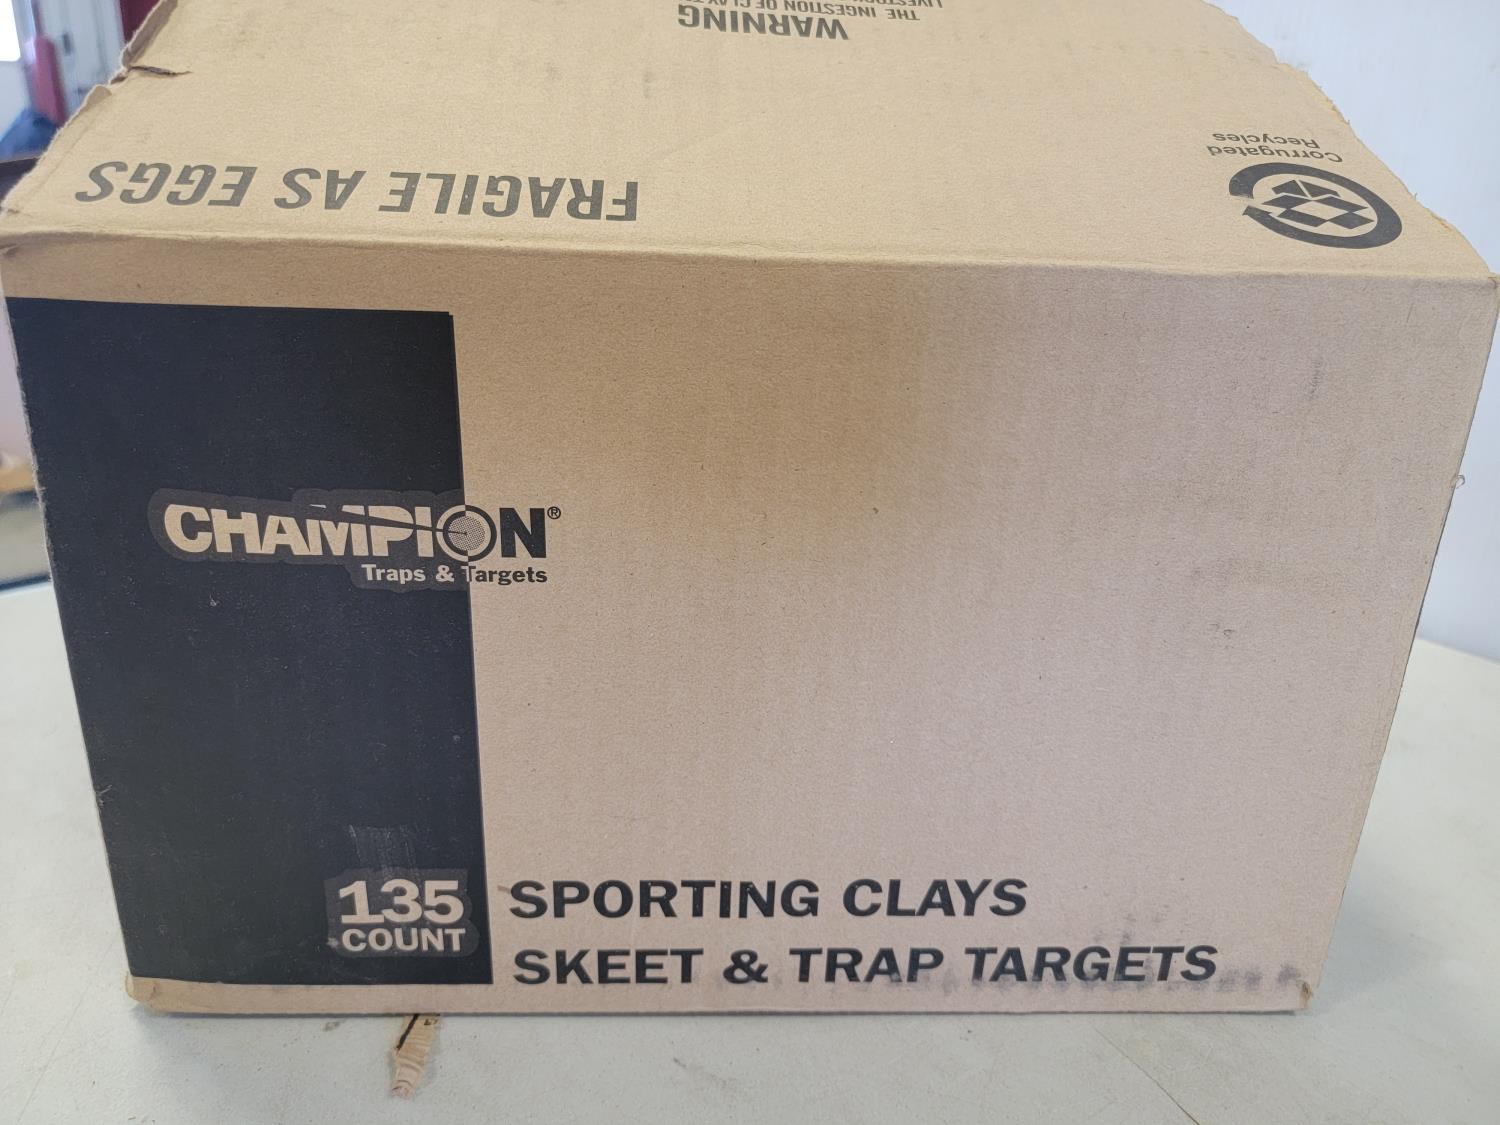 WARNING
THE INGESTION OF CLAY
FRAGILE AS EGGS
Corrugated
Recycles
CHAMPION®
Traps & Targets
135
COUNT
SPORTING CLAYS
SKEET & TRAP TARGETS